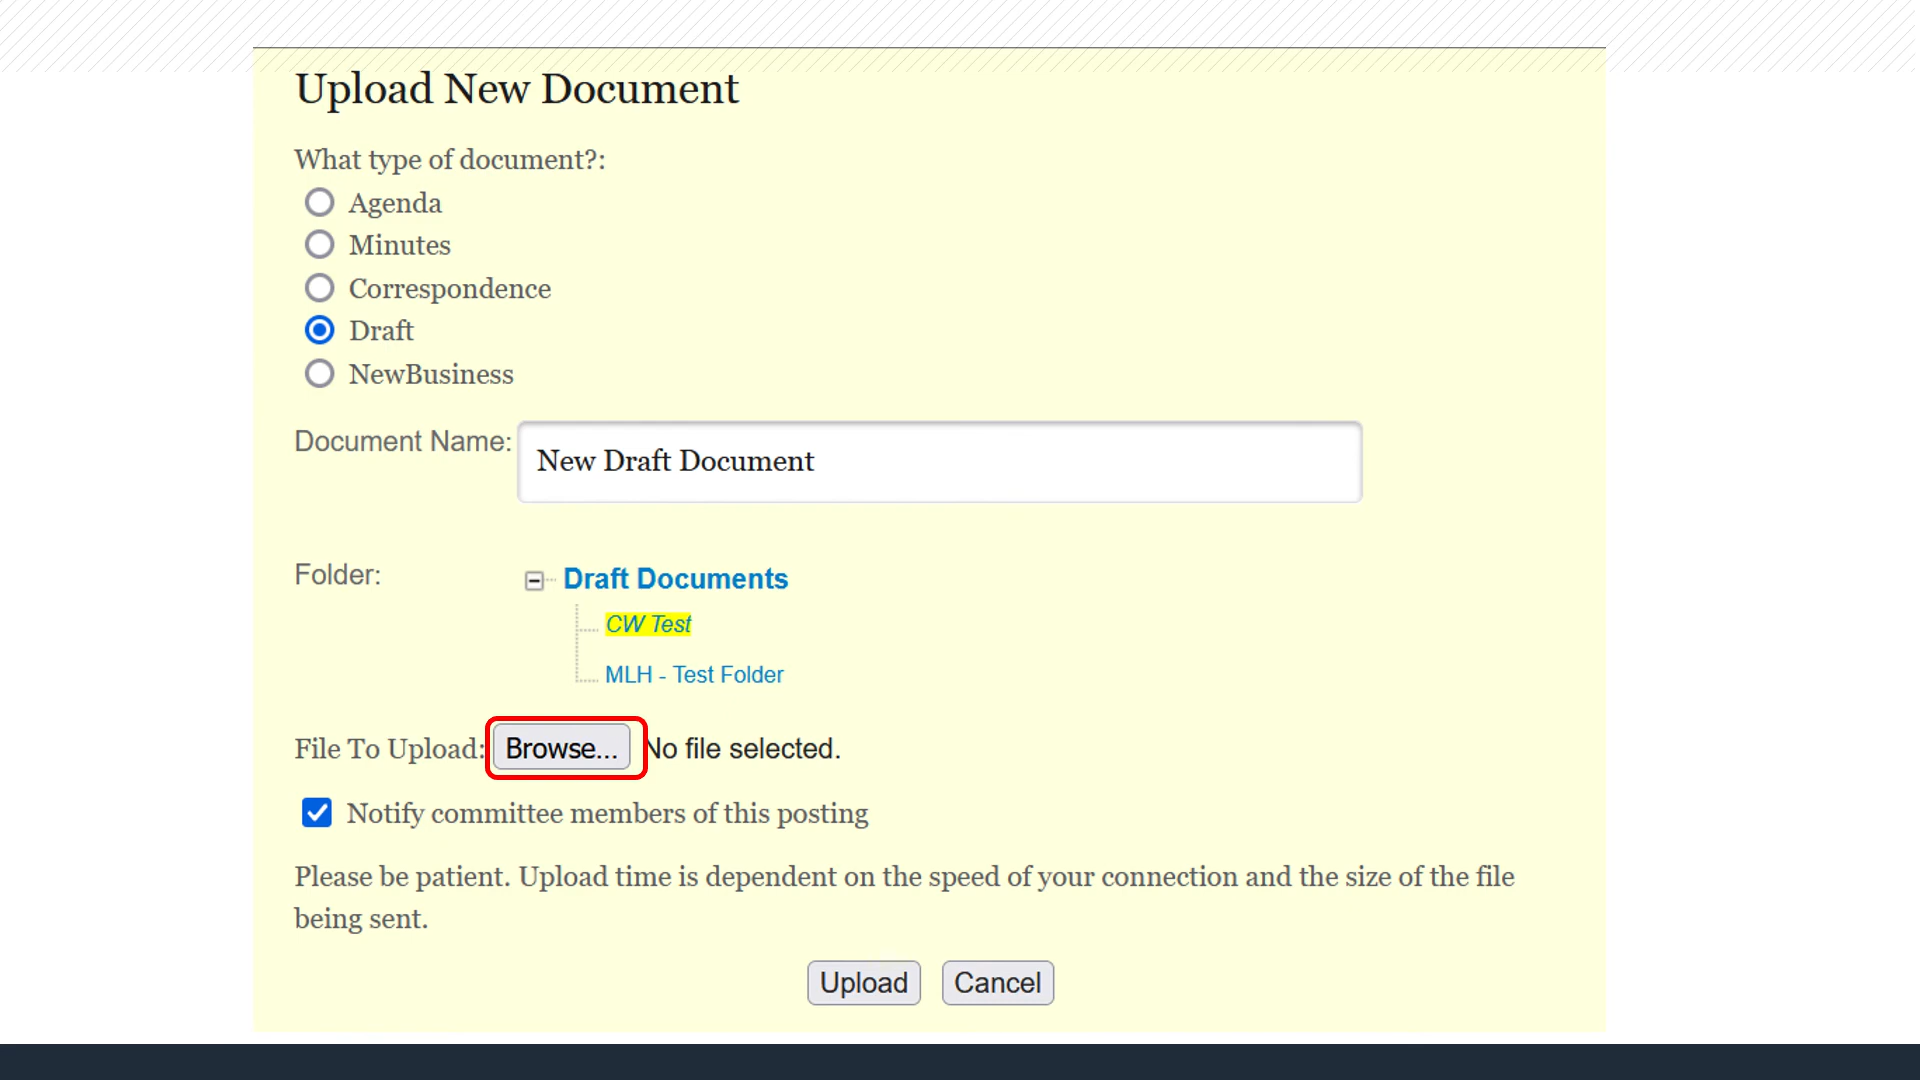 Upload New Document
What type of document?:
Agenda
Minutes
Correspondence
Draft
NewBusiness
Document Name: New Draft Document
Folder: Draft Documents
CW Test
MLH - Test Folder
File To Upload: Browse... No file selected.
Notify committee members of this posting
Please be patient. Upload time is dependent on the speed of your connection and the size of the file
being sent.
Upload Cancel